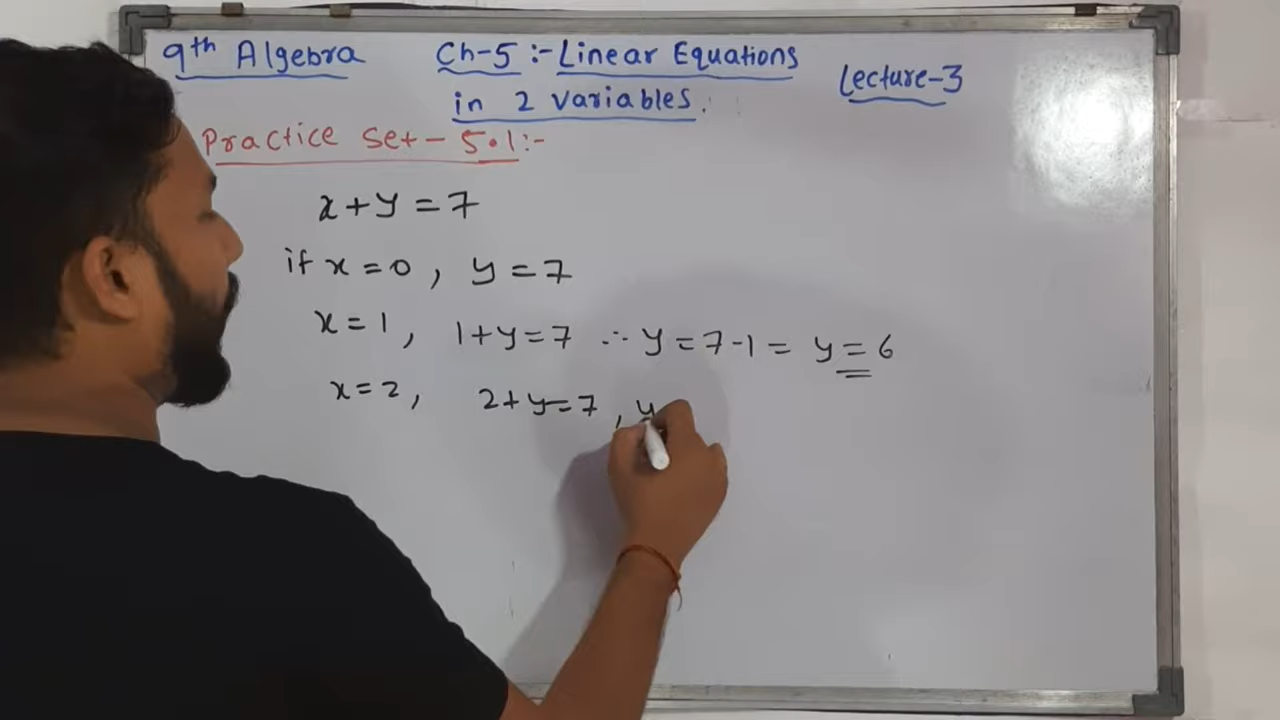 9th Algebra Ch-5 :- Linear Equations
in 2 variables. Lecture-3
Practice Set - 5.1:-
x+y=7
if x=0, y=7
x=1, 1+y=7 ∴ y=7-1= y=6
x=2, 2+y=7, y